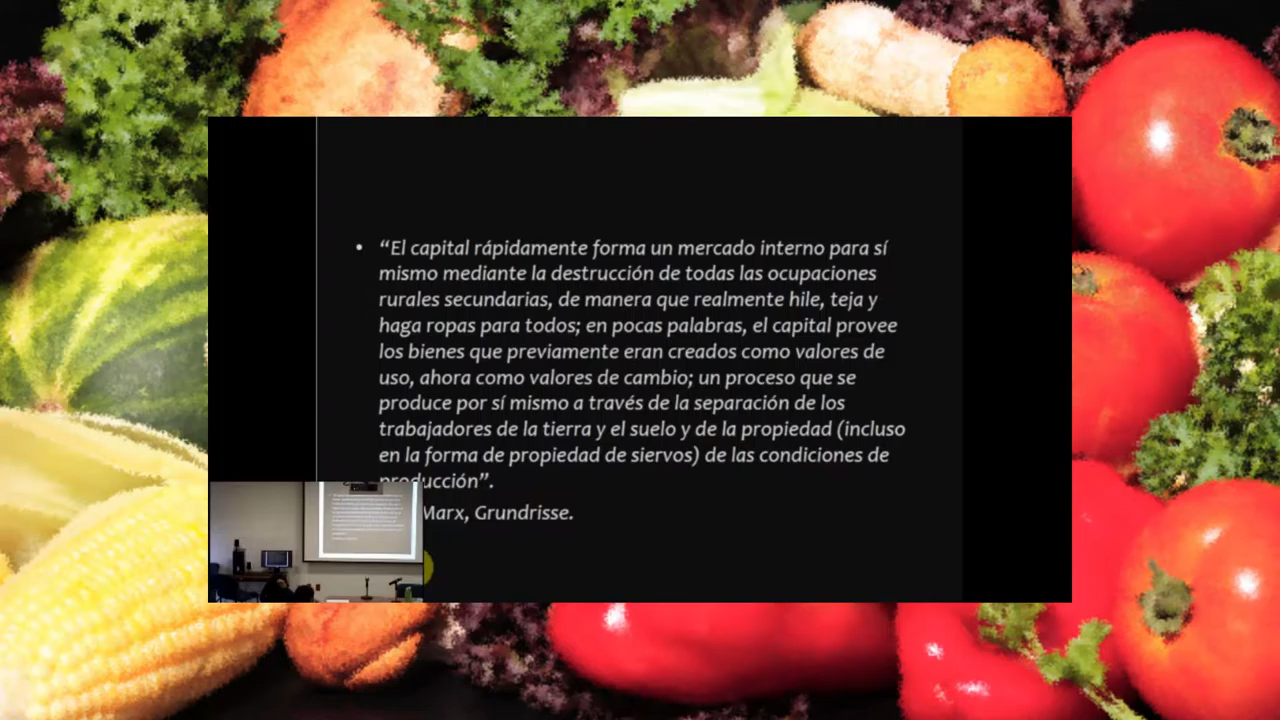 • “El capital rápidamente forma un mercado interno para sí
mismo mediante la destrucción de todas las ocupaciones
rurales secundarias, de manera que realmente hile, teja y
haga ropas para todos; en pocas palabras, el capital provee
los bienes que previamente eran creados como valores de
uso, ahora como valores de cambio; un proceso que se
produce por sí mismo a través de la separación de los
trabajadores de la tierra y el suelo y de la propiedad (incluso
en la forma de propiedad de siervos) de las condiciones de
producción”.
Marx, Grundrisse.